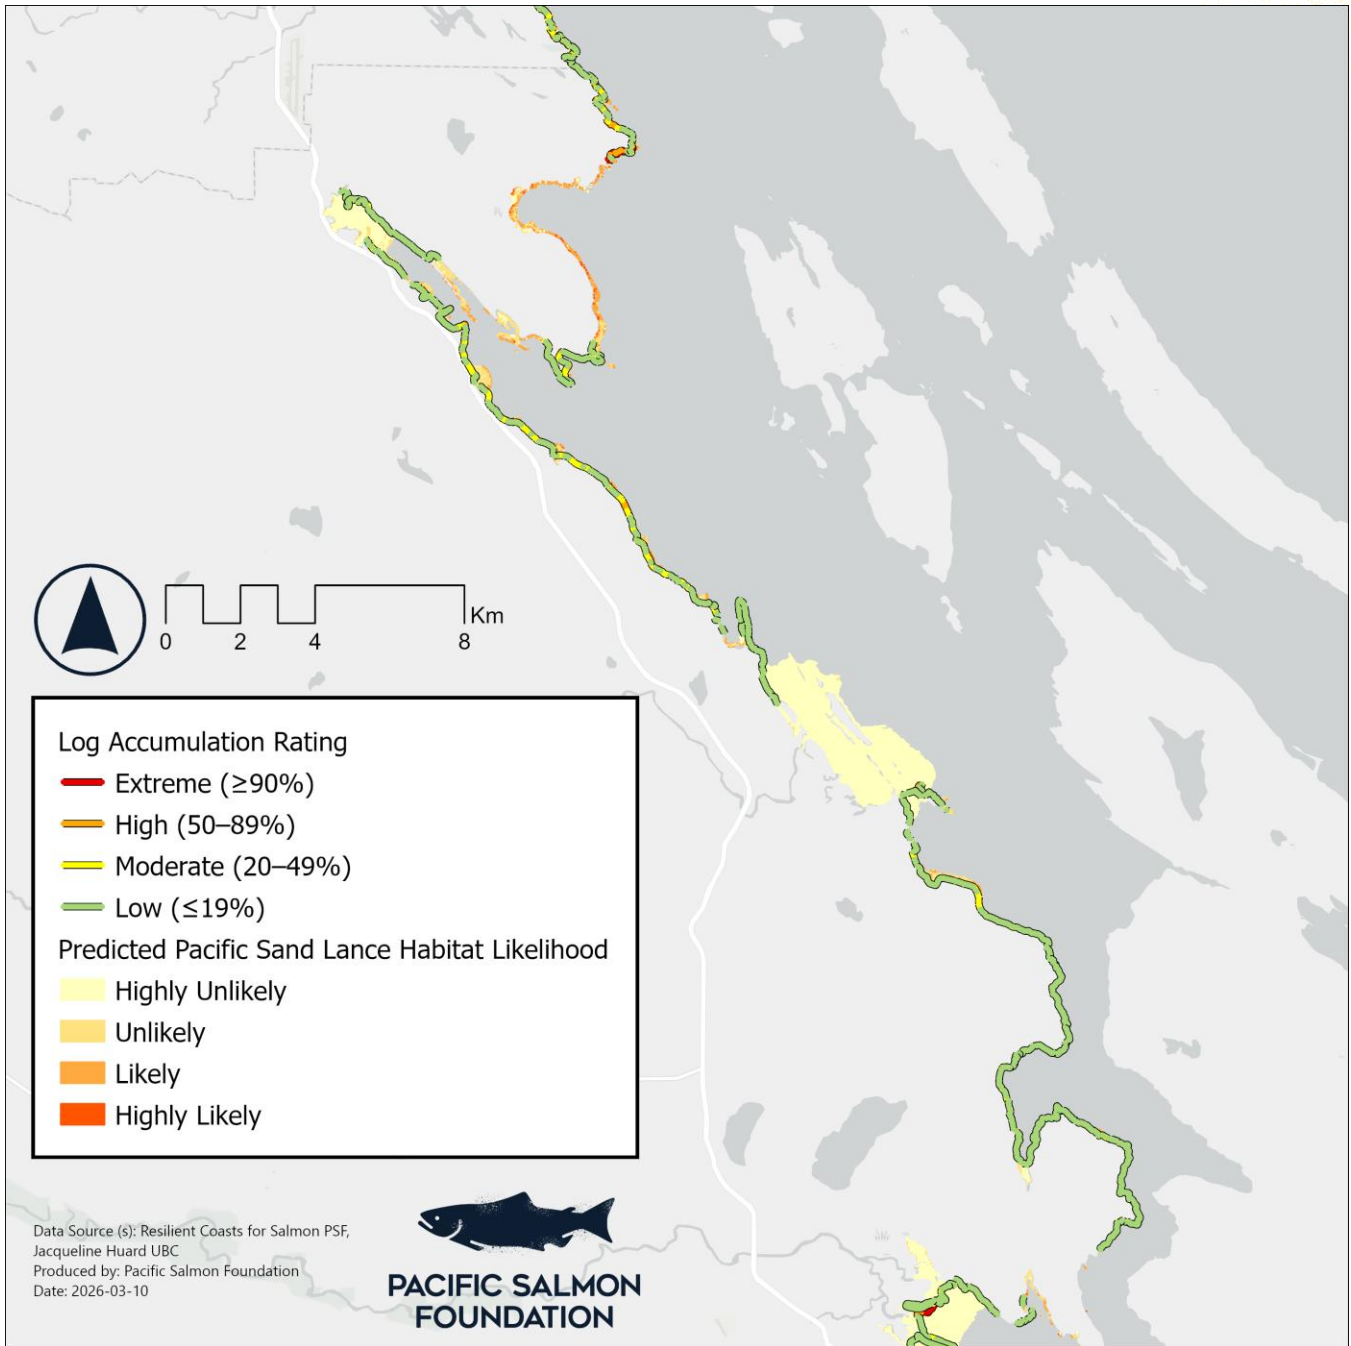 Km
0 2 4 8
Log Accumulation Rating
Extreme (≥90%)
High (50–89%)
Moderate (20–49%)
Low (≤19%)
Predicted Pacific Sand Lance Habitat Likelihood
Highly Unlikely
Unlikely
Likely
Highly Likely
Data Source (s): Resilient Coasts for Salmon PSF,
Jacqueline Huard UBC
Produced by: Pacific Salmon Foundation
Date: 2026-03-10
PACIFIC SALMON
FOUNDATION